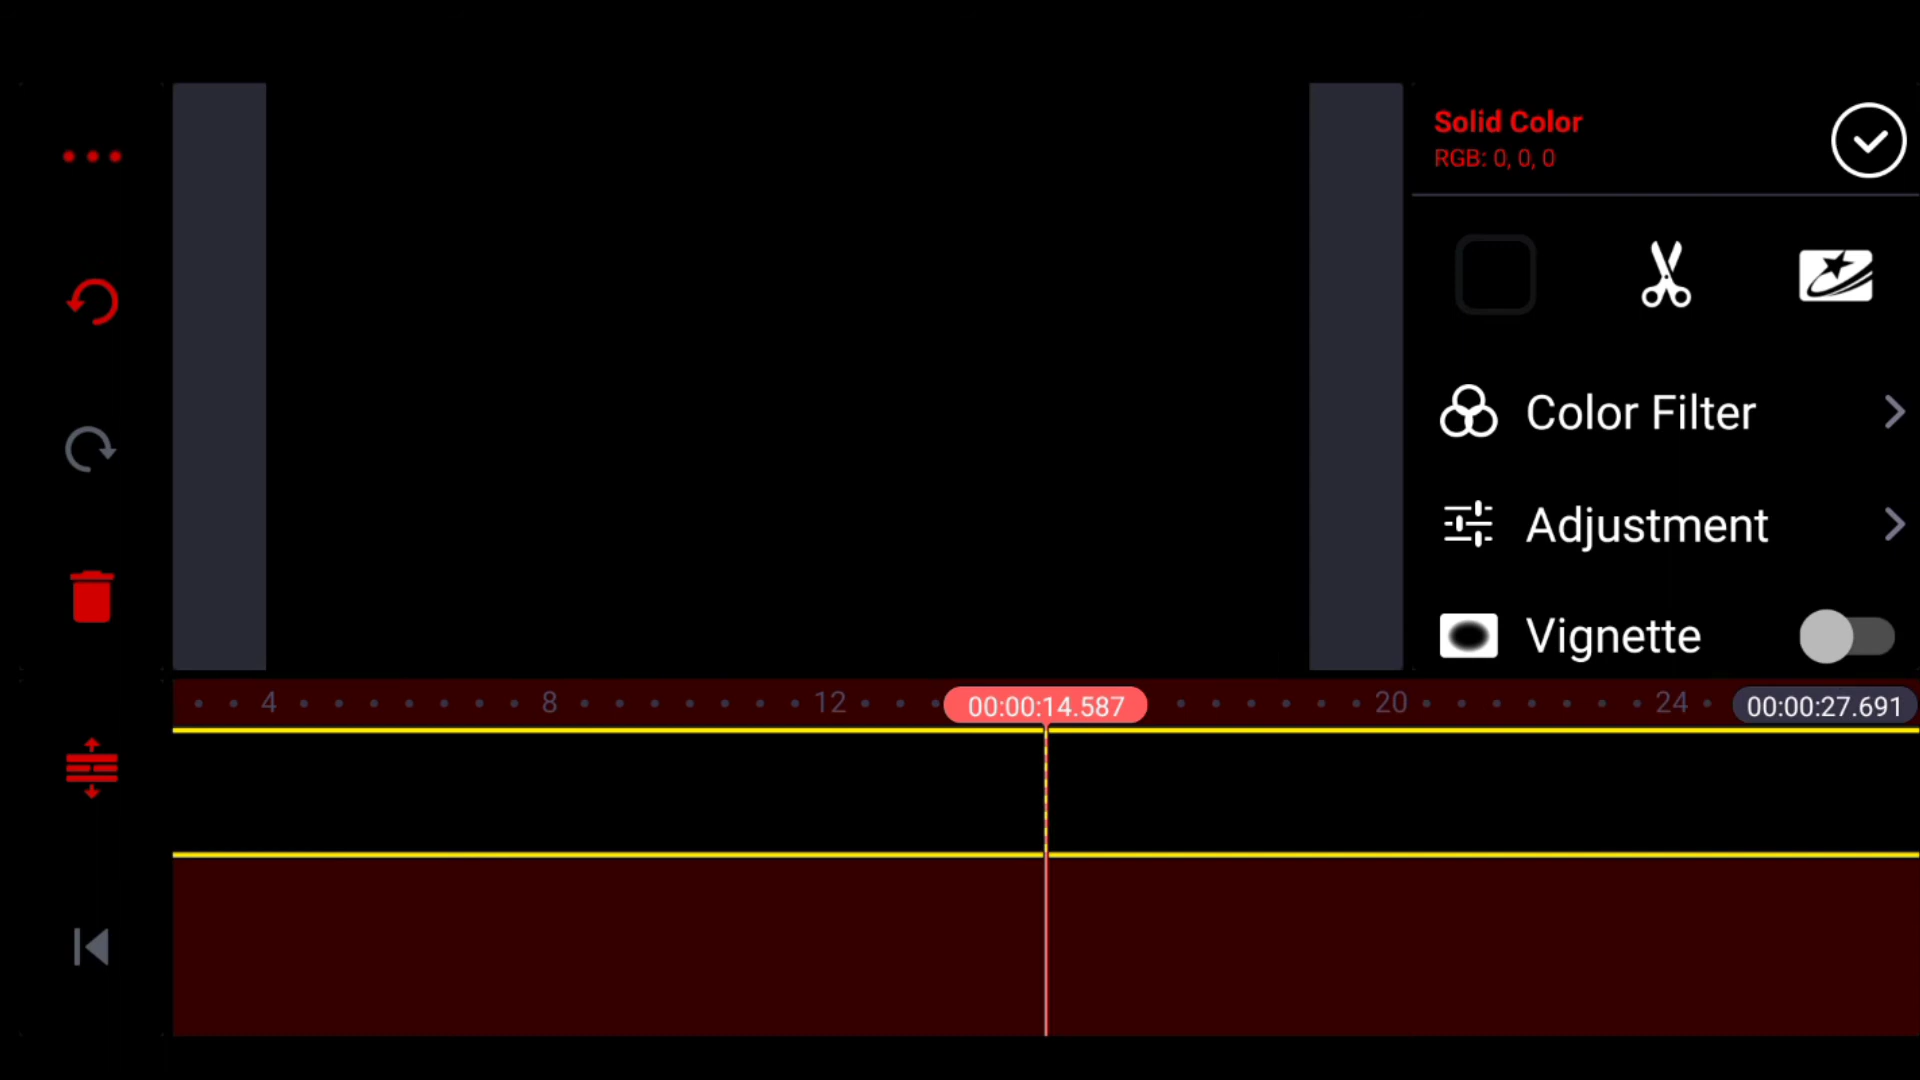 Solid Color
RGB: 0, 0, 0
Color Filter
Adjustment
Vignette
4 8 12 00:00:14.587 20 24 00:00:27.691